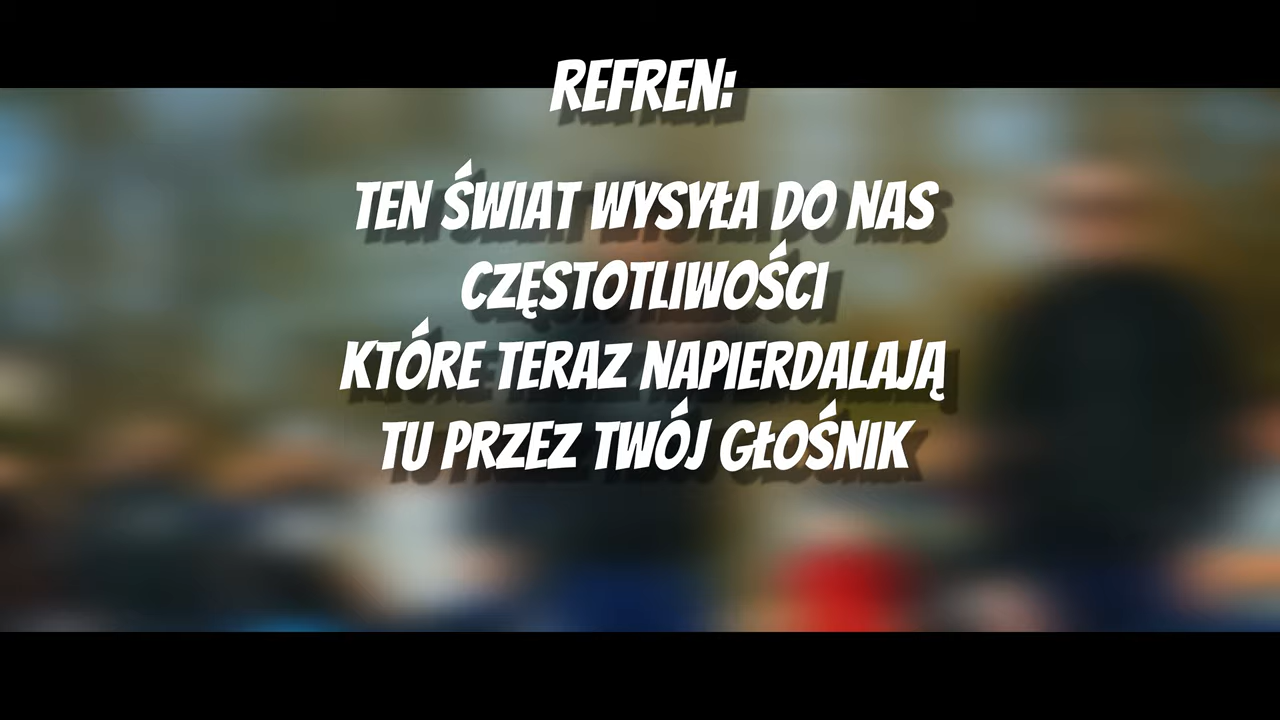 REFREN:
TEN ŚWIAT WYSYŁA DO NAS
CZĘSTOTLIWOŚCI
KTÓRE TERAZ NAPIERDALAJĄ
TU PRZEZ TWÓJ GŁOŚNIK